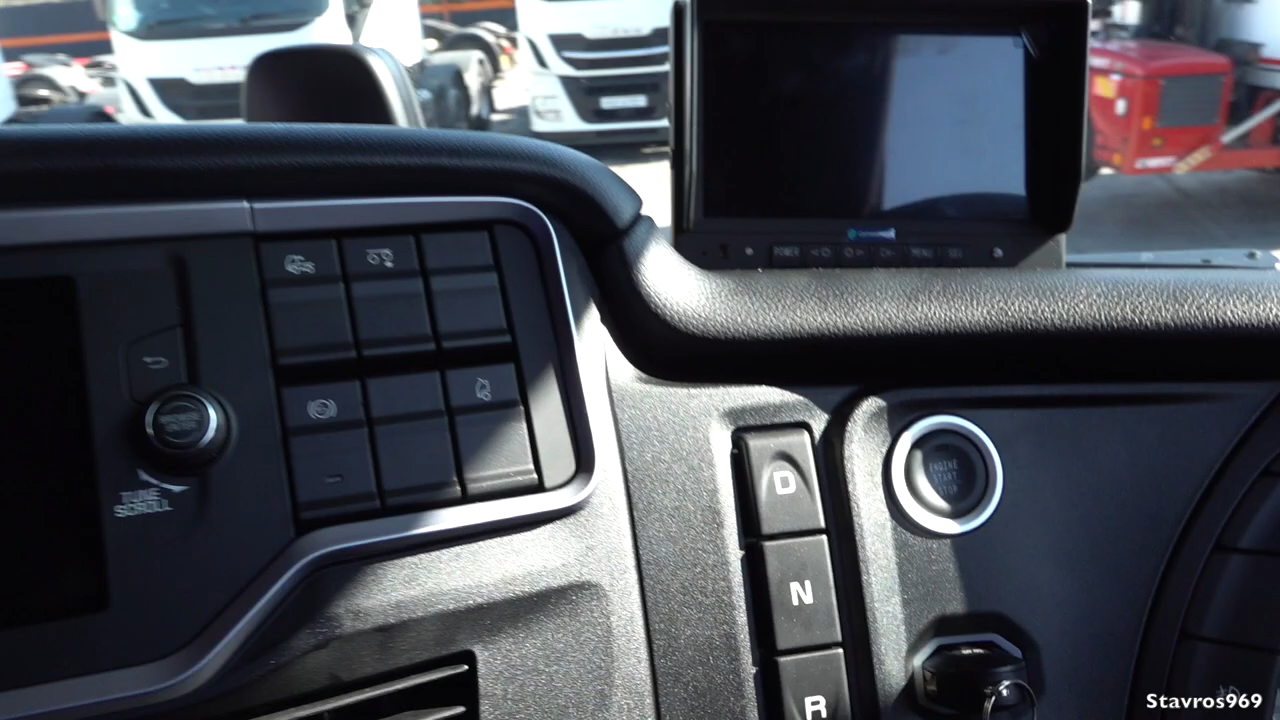 POWER
MENU
TUNE
SCROLL
D
N
R
ENGINE
START
STOP
Stavros969